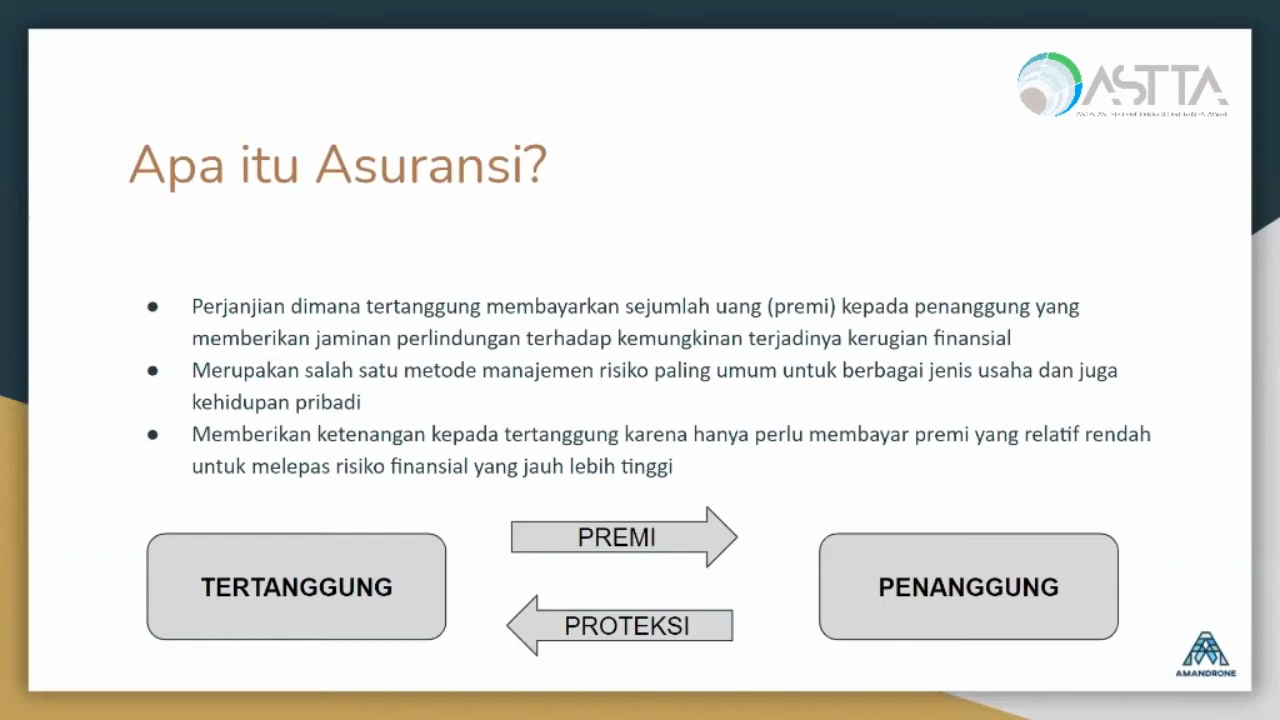 ASTTA
Apa itu Asuransi?
● Perjanjian dimana tertanggung membayarkan sejumlah uang (premi) kepada penanggung yang
memberikan jaminan perlindungan terhadap kemungkinan terjadinya kerugian finansial
● Merupakan salah satu metode manajemen risiko paling umum untuk berbagai jenis usaha dan juga
kehidupan pribadi
● Memberikan ketenangan kepada tertanggung karena hanya perlu membayar premi yang relatif rendah
untuk melepas risiko finansial yang jauh lebih tinggi
PREMI
TERTANGGUNG
PENANGGUNG
PROTEKSI
AMANDRONE